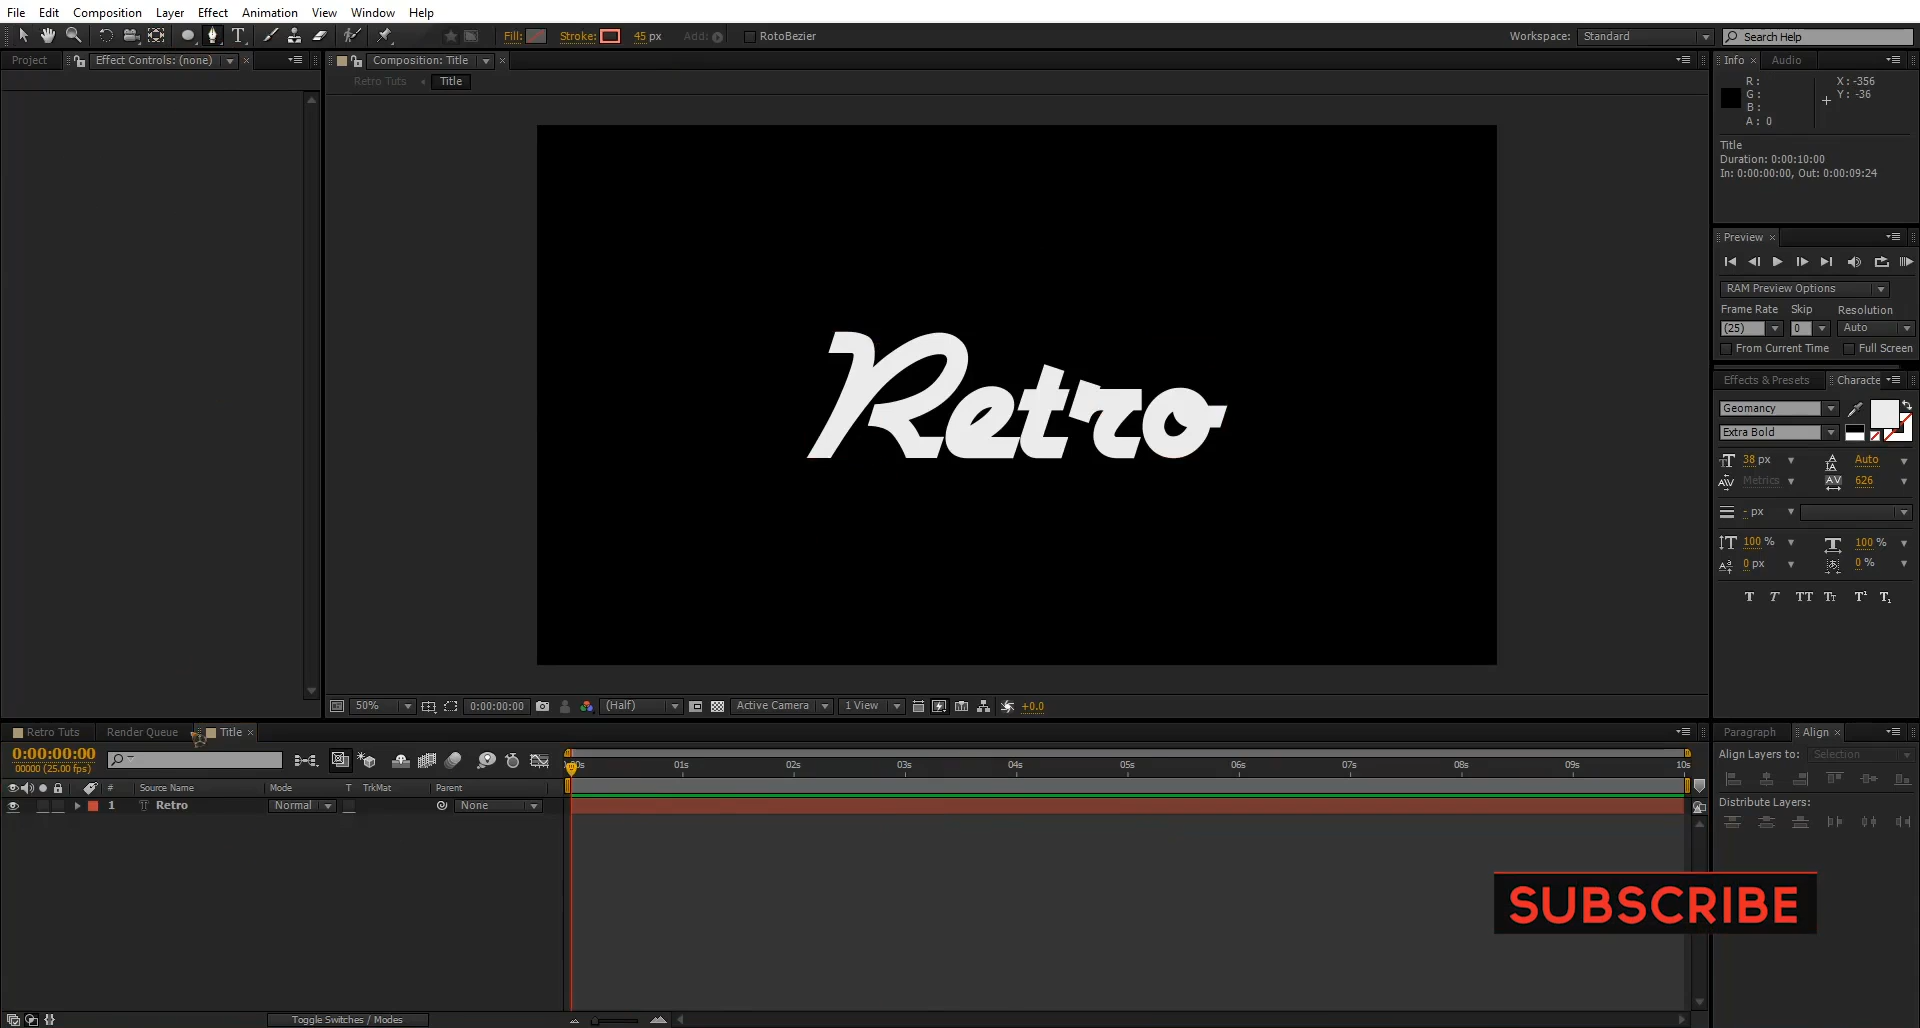 File Edit Composition Layer Effect Animation View Window Help
Fill: Stroke: 45 px Add: RotoBezier Workspace: Standard Search Help
Project Effect Controls: (none) Composition: Title Info Audio
Retro Tuts Title
R : X : -356
G : Y : -36
B :
A : 0
Title
Duration: 0:00:10:00
In: 0:00:00:00, Out: 0:00:09:24
Preview
RAM Preview Options
Frame Rate Skip Resolution
(25) 0 Auto
From Current Time Full Screen
Effects & Presets Characte
Geomancy
Extra Bold
38 px Auto
Metrics 626
- px
100 % 100 %
0 px 0 %
T T TT Tt T¹ T₁
Retro
50% 0:00:00:00 (Half) Active Camera 1 View +0.0
Retro Tuts Render Queue Title
0:00:00:00
00000 (25.00 fps)
01s 02s 03s 04s 05s 06s 07s 08s 09s 10s
# Source Name Mode T TrkMat Parent
1 T Retro Normal None
Paragraph Align
Align Layers to: Selection
Distribute Layers:
SUBSCRIBE
Toggle Switches / Modes